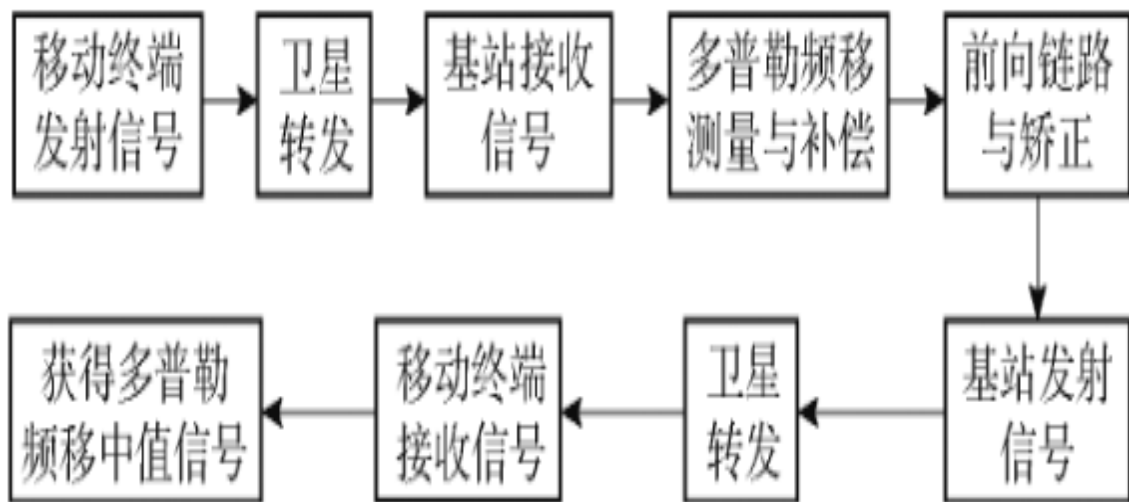 移动终端
发射信号
卫星
转发
基站接收
信号
多普勒频移
测量与补偿
前向链路
与矫正
基站发射
信号
卫星
转发
移动终端
接收信号
获得多普勒
频移中值信号